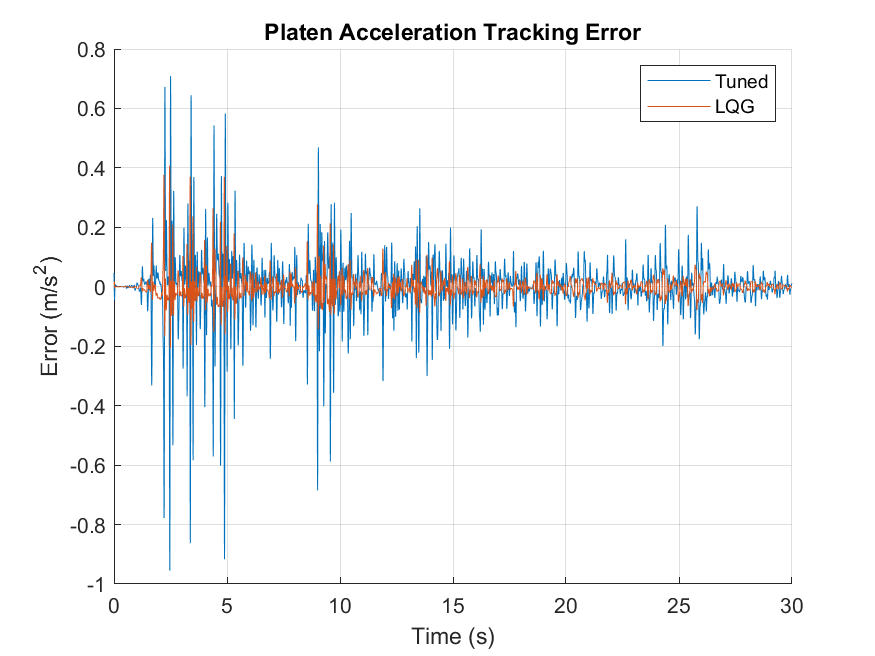 Platen Acceleration Tracking Error
0.8
0.6
0.4
0.2
0
-0.2
-0.4
-0.6
-0.8
-1
Error (m/s²)
Tuned
LQG
0 5 10 15 20 25 30
Time (s)